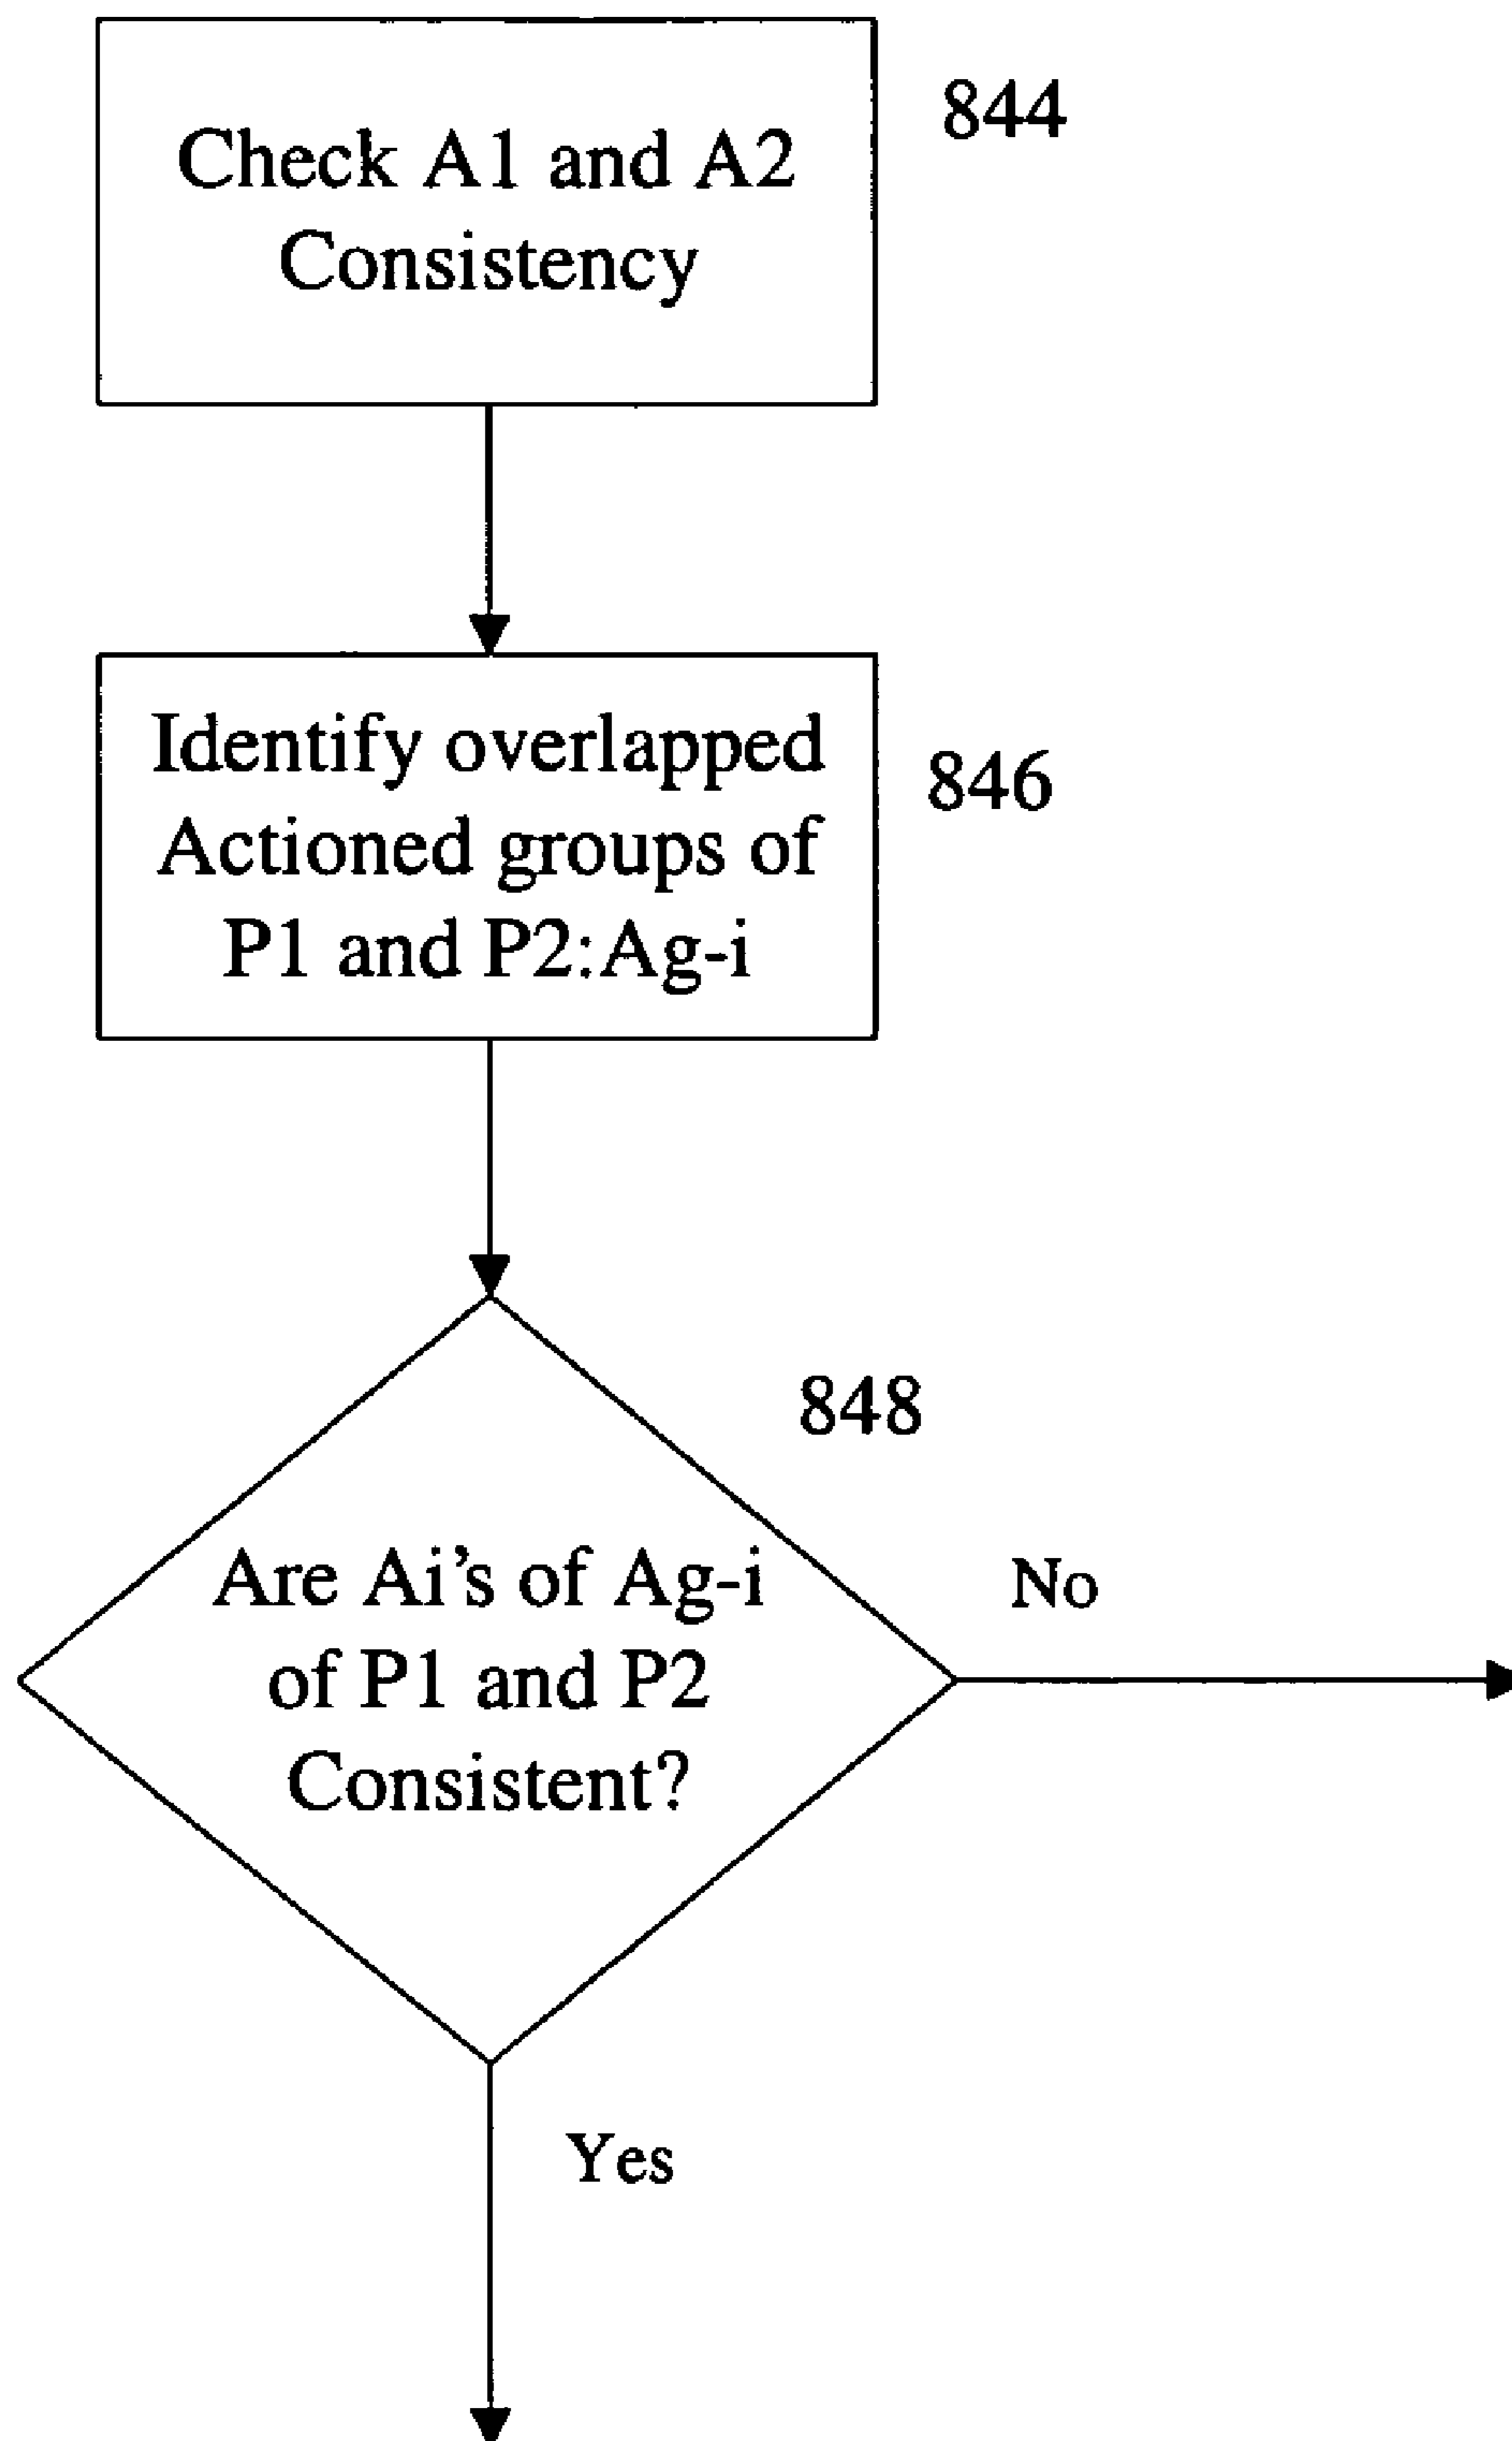 Check A1 and A2
Consistency
844
Identify overlapped
Actioned groups of
P1 and P2:Ag-i
846
848
Are Ai's of Ag-i
of P1 and P2
Consistent?
No
Yes